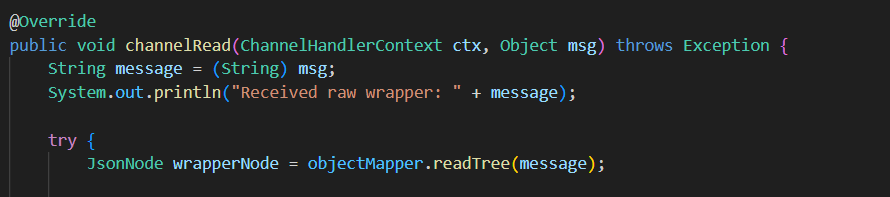 @Override
public void channelRead(ChannelHandlerContext ctx, Object msg) throws Exception {
    String message = (String) msg;
    System.out.println("Received raw wrapper: " + message);

    try {
        JsonNode wrapperNode = objectMapper.readTree(message);